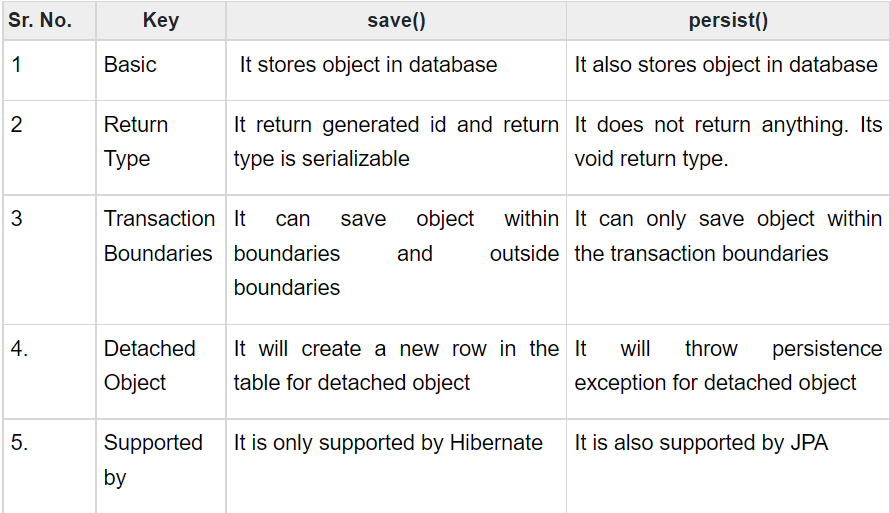 Sr. No. Key save() persist()
1 Basic It stores object in database It also stores object in database
2 Return It return generated id and return It does not return anything. Its
Type type is serializable void return type.
3 Transaction It can save object within It can only save object within
Boundaries boundaries and outside the transaction boundaries
boundaries
4. Detached It will create a new row in the It will throw persistence
Object table for detached object exception for detached object
5. Supported It is only supported by Hibernate It is also supported by JPA
by